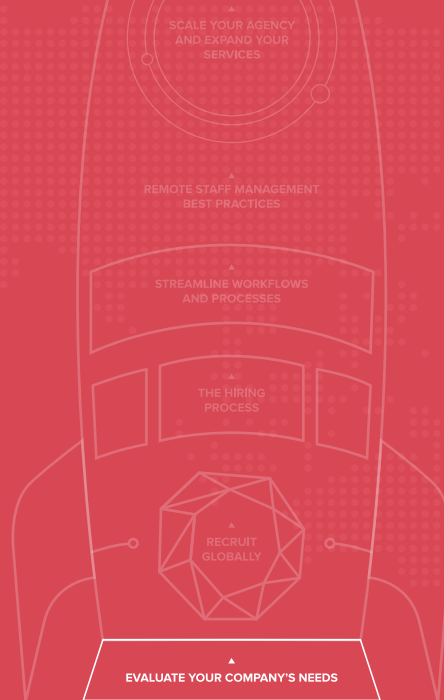 SCALE YOUR AGENCY
AND EXPAND YOUR
SERVICES
REMOTE STAFF MANAGEMENT
BEST PRACTICES
STREAMLINE WORKFLOWS
AND PROCESSES
THE HIRING
PROCESS
RECRUIT
GLOBALLY
EVALUATE YOUR COMPANY'S NEEDS